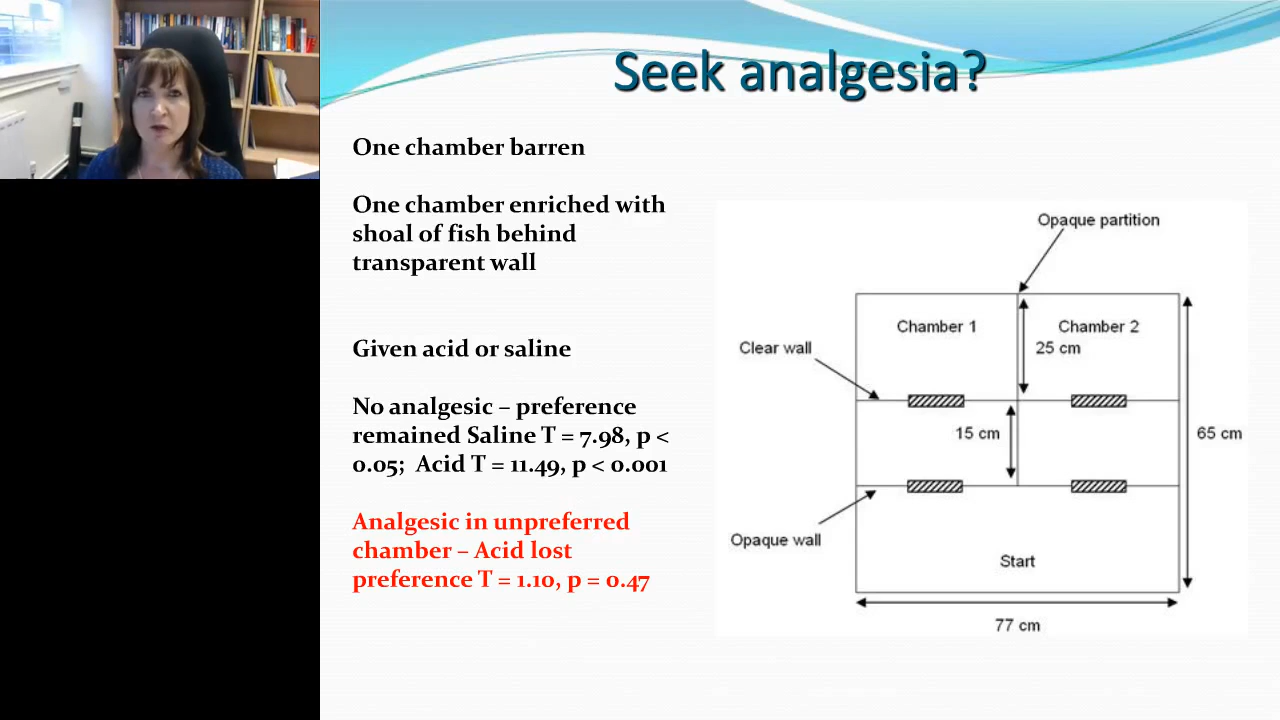 Seek analgesia?
One chamber barren
One chamber enriched with
shoal of fish behind
transparent wall
Given acid or saline
No analgesic – preference
remained Saline T = 7.98, p <
0.05; Acid T = 11.49, p < 0.001
Analgesic in unpreferred
chamber – Acid lost
preference T = 1.10, p = 0.47
Opaque partition
Chamber 1
Chamber 2
Clear wall
25 cm
15 cm
65 cm
Opaque wall
Start
77 cm